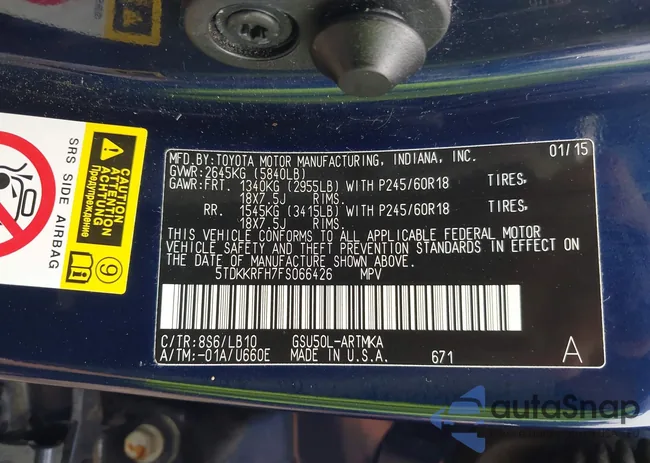 SRS SIDE AIRBAG
CAUTION
ATTENTION
ACHTUNG
Предупреждение
9
MFD. BY: TOYOTA MOTOR MANUFACTURING, INDIANA, INC. 01/15
GVWR: 2645KG (5840LB)
GAWR: FRT. 1340KG (2955LB) WITH P245/60R18 TIRES,
18X7.5J RIMS.
RR. 1545KG (3415LB) WITH P245/60R18 TIRES,
18X7.5J RIMS.
THIS VEHICLE CONFORMS TO ALL APPLICABLE FEDERAL MOTOR
VEHICLE SAFETY AND THEFT PREVENTION STANDARDS IN EFFECT ON
THE DATE OF MANUFACTURE SHOWN ABOVE.
5TDKKRFH7FS066426 MPV
C/TR: 8S6/LB10 GSU50L-ARTMKA
A/TM: -01A/U660E MADE IN U.S.A. 671 A
autoSnap